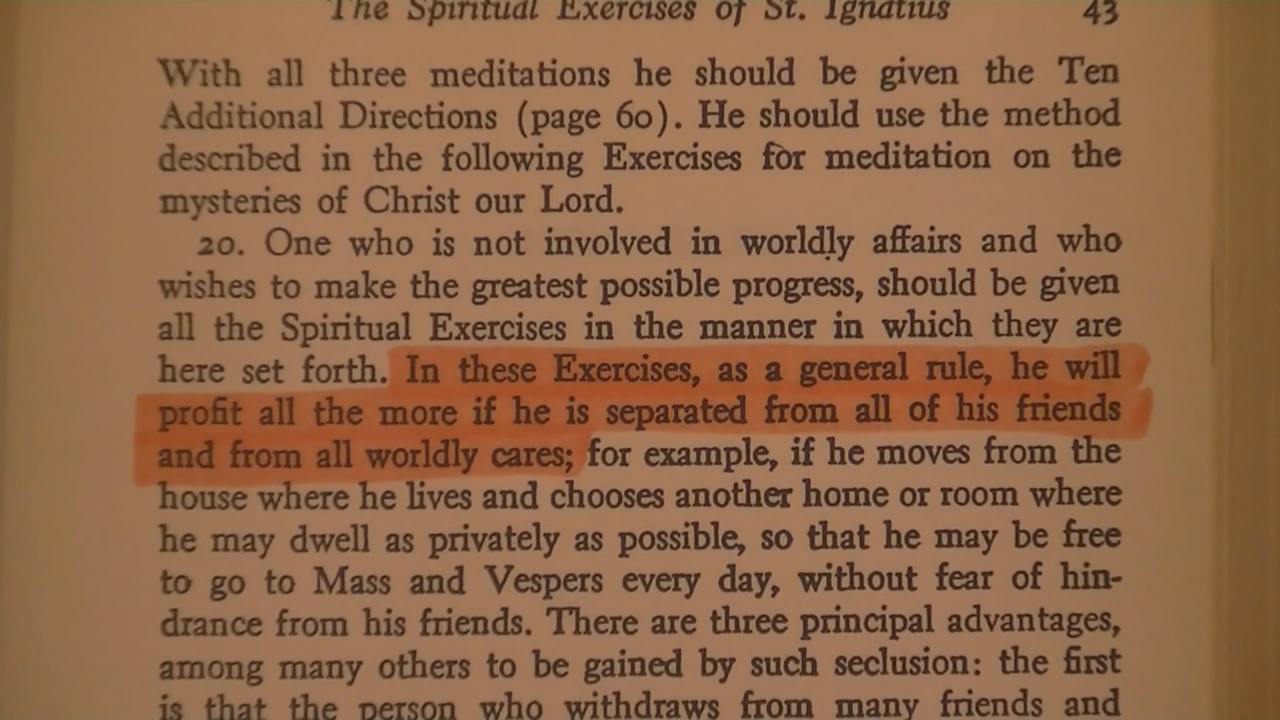 The Spiritual Exercises of St. Ignatius 43
With all three meditations he should be given the Ten
Additional Directions (page 60). He should use the method
described in the following Exercises for meditation on the
mysteries of Christ our Lord.
20. One who is not involved in worldly affairs and who
wishes to make the greatest possible progress, should be given
all the Spiritual Exercises in the manner in which they are
here set forth. In these Exercises, as a general rule, he will
profit all the more if he is separated from all of his friends
and from all worldly cares; for example, if he moves from the
house where he lives and chooses another home or room where
he may dwell as privately as possible, so that he may be free
to go to Mass and Vespers every day, without fear of hin-
drance from his friends. There are three principal advantages,
among many others to be gained by such seclusion: the first
is that the person who withdraws from many friends and